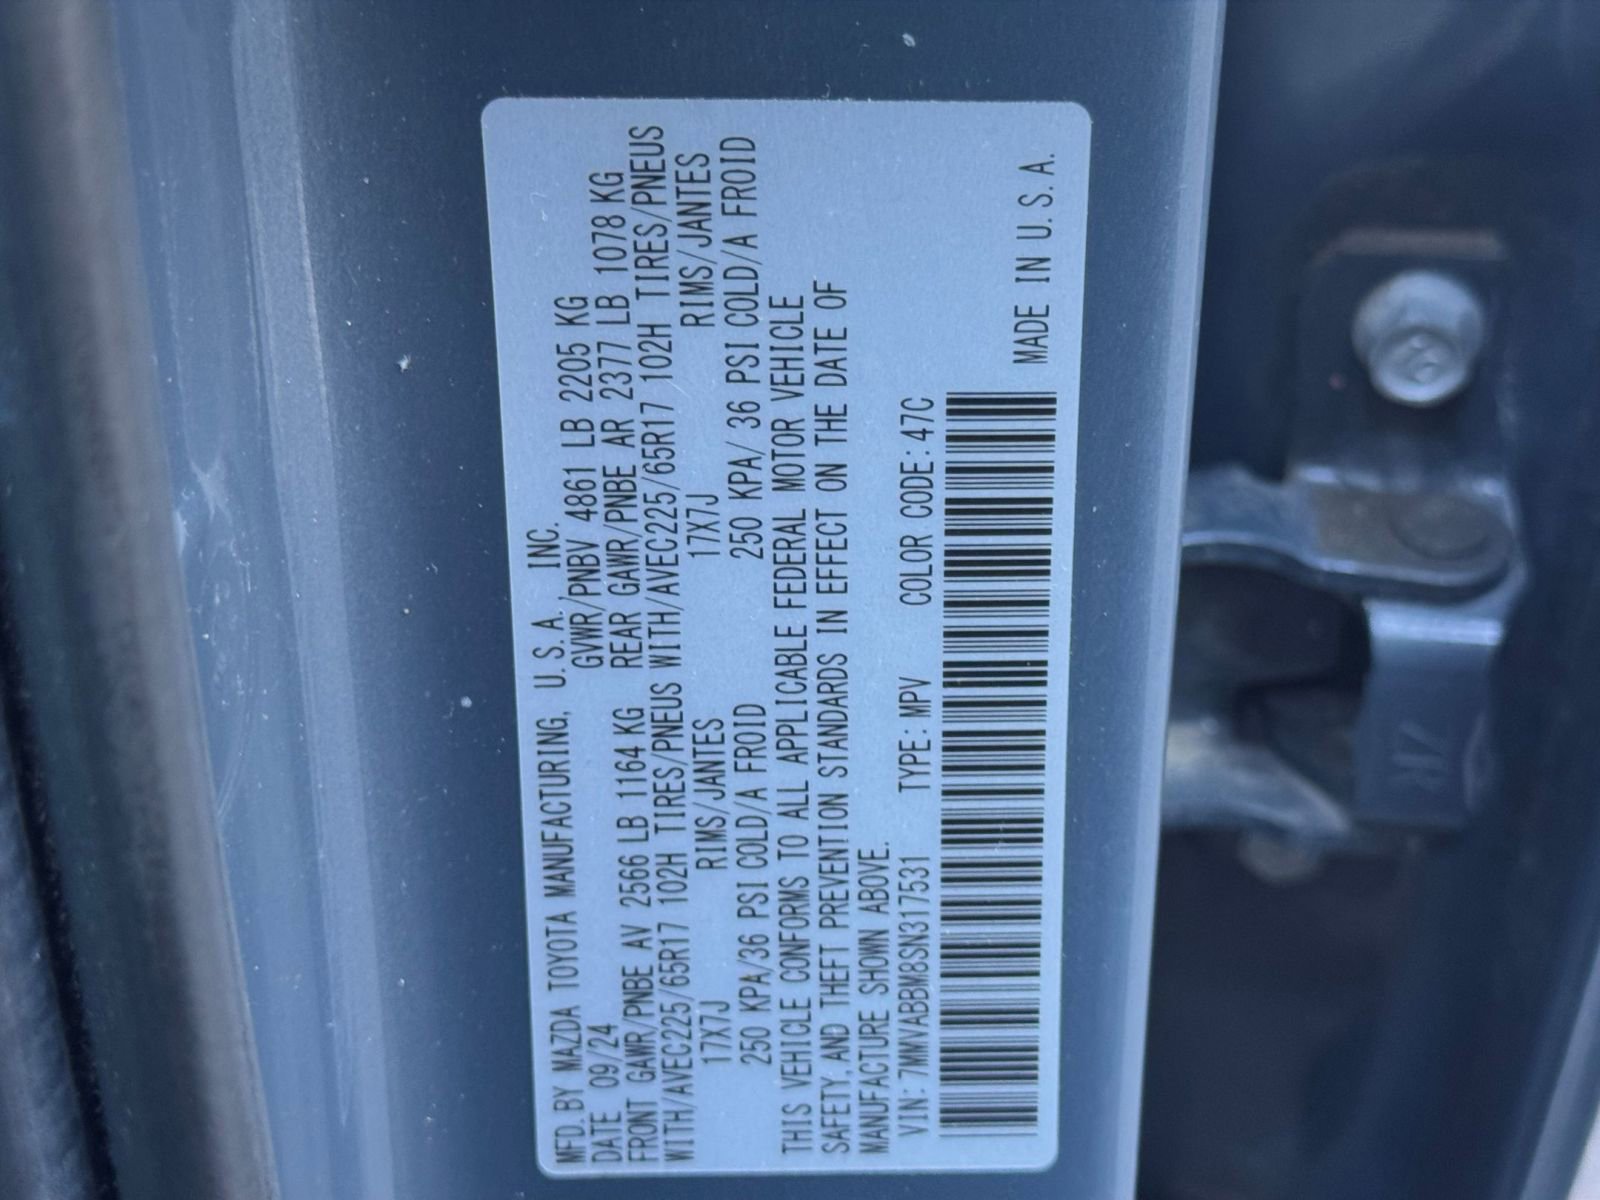 MFD. BY MAZDA TOYOTA MANUFACTURING, U.S.A., INC.
DATE 09/24 GVWR/PNBV 4861 LB 2205 KG
FRONT GAWR/PNBE AV 2566 LB 1164 KG REAR GAWR/PNBE AR 2377 LB 1078 KG
WITH/AVEC225/65R17 102H TIRES/PNEUS WITH/AVEC225/65R17 102H TIRES/PNEUS
17X7J RIMS/JANTES 17X7J RIMS/JANTES
250 KPA/36 PSI COLD/A FROID 250 KPA/ 36 PSI COLD/A FROID
THIS VEHICLE CONFORMS TO ALL APPLICABLE FEDERAL MOTOR VEHICLE
SAFETY, AND THEFT PREVENTION STANDARDS IN EFFECT ON THE DATE OF
MANUFACTURE SHOWN ABOVE.
VIN: 7MMVABBM8SN317531 TYPE: MPV COLOR CODE: 47C
MADE IN U.S.A.